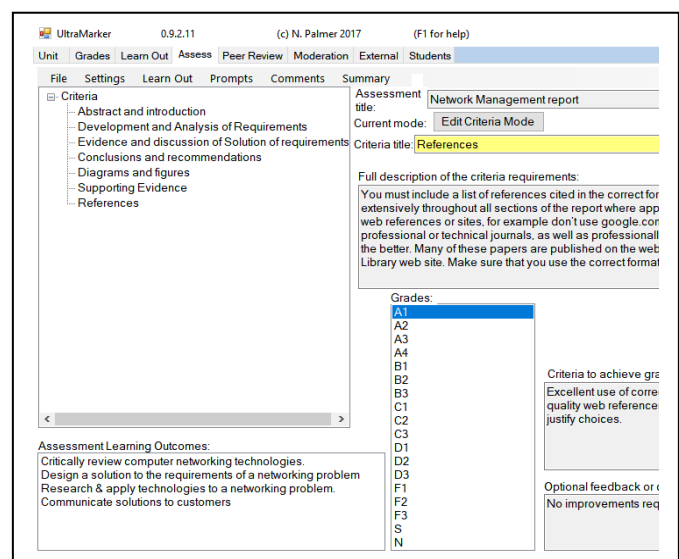 UltraMarker 0.9.2.11 (c) N. Palmer 2017 (F1 for help)
Unit Grades Learn Out Assess Peer Review Moderation External Students
File Settings Learn Out Prompts Comments Summary
Criteria
Abstract and introduction
Development and Analysis of Requirements
Evidence and discussion of Solution of requirements
Conclusions and recommendations
Diagrams and figures
Supporting Evidence
References
Assessment
title:
Network Management report
Current mode: Edit Criteria Mode
Criteria title: References
Full description of the criteria requirements:
You must include a list of references cited in the correct for
extensively throughout all sections of the report where app
web references or sites, for example don't use google.con
professional or technical journals, as well as professionall
the better. Many of these papers are published on the web
Library web site. Make sure that you use the correct format
Grades:
A1
A2
A3
A4
B1
B2
B3
C1
C2
C3
D1
D2
D3
F1
F2
F3
S
N
Criteria to achieve gra
Excellent use of corre
quality web reference
justify choices.
Optional feedback or
No improvements req
Assessment Learning Outcomes:
Critically review computer networking technologies.
Design a solution to the requirements of a networking problem
Research & apply technologies to a networking problem.
Communicate solutions to customers